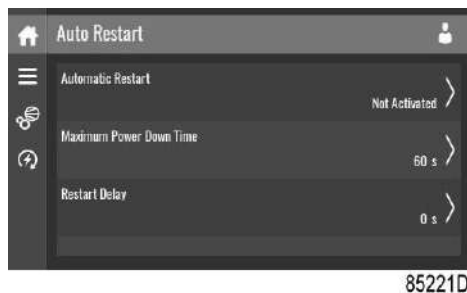 Auto Restart
Automatic Restart
Not Activated
Maximum Power Down Time
60 s
Restart Delay
0 s
85221D